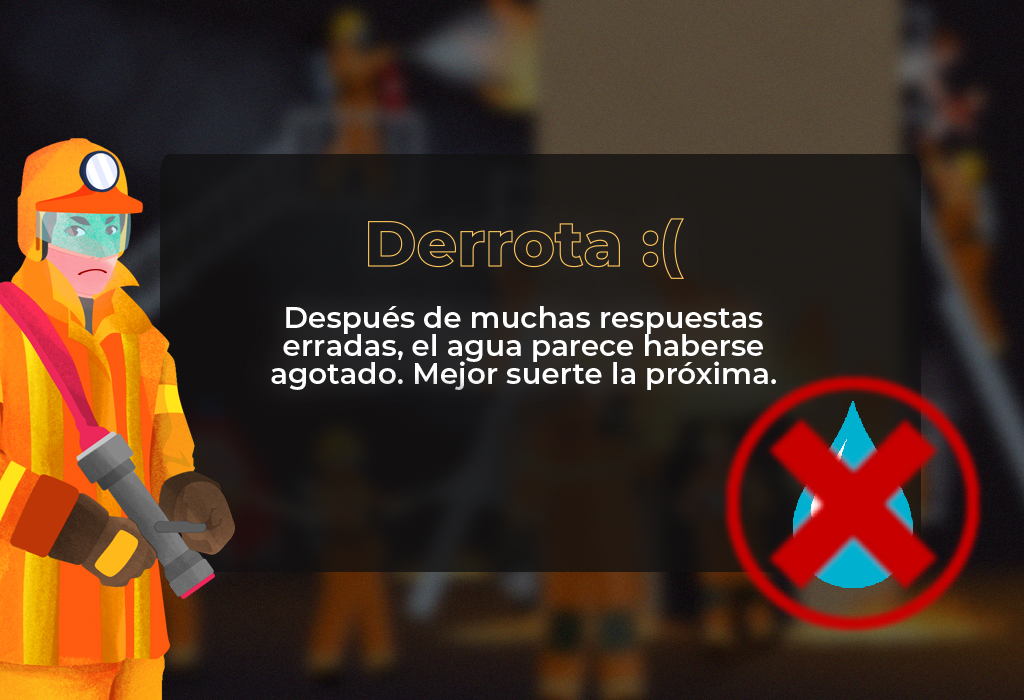 Derrota :(
Después de muchas respuestas
erradas, el agua parece haberse
agotado. Mejor suerte la próxima.